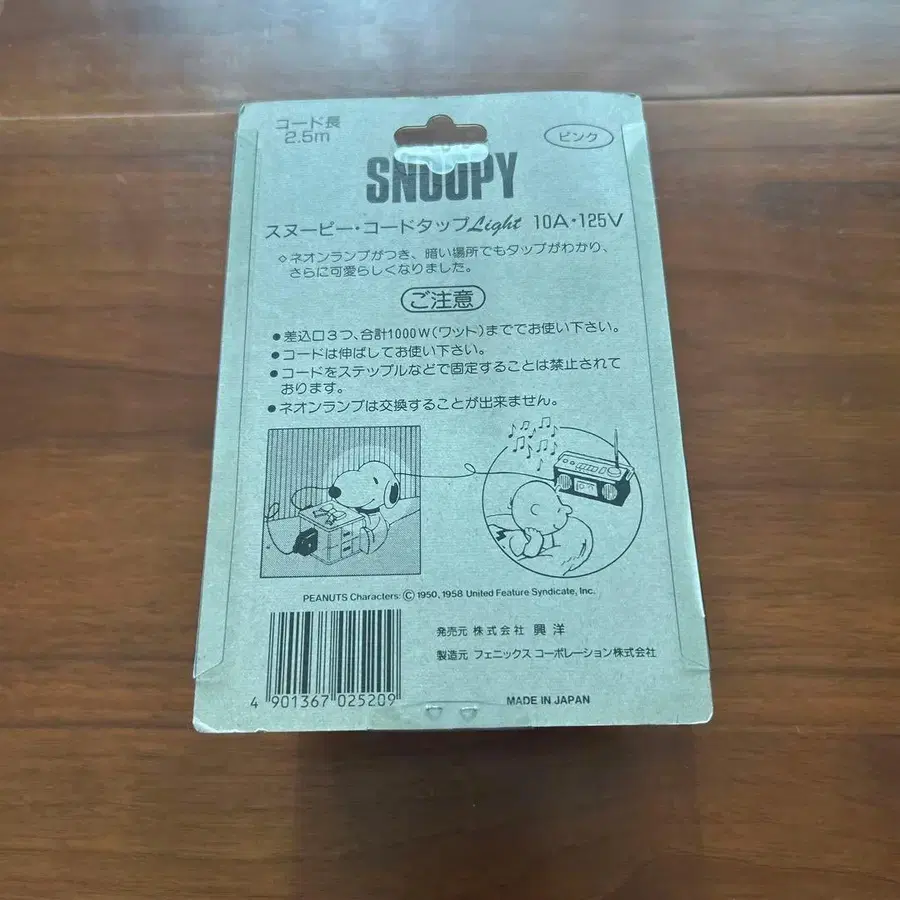 コード長
2.5m
ピンク
SNOOPY
スヌーピー・コードタップLight 10A・125V
◇ネオンランプがつき、暗い場所でもタップがわかり、
さらに可愛らしくなりました。
ご注意
●差込口3つ、合計1000W(ワット)まででお使い下さい。
●コードは伸ばしてお使い下さい。
●コードをステップルなどで固定することは禁止されて
おります。
●ネオンランプは交換することが出来ません。
PEANUTS Characters: © 1950, 1958 United Feature Syndicate, Inc.
発売元 株式会社 興洋
製造元 フェニックス コーポレーション株式会社
4 901367 025209
MADE IN JAPAN